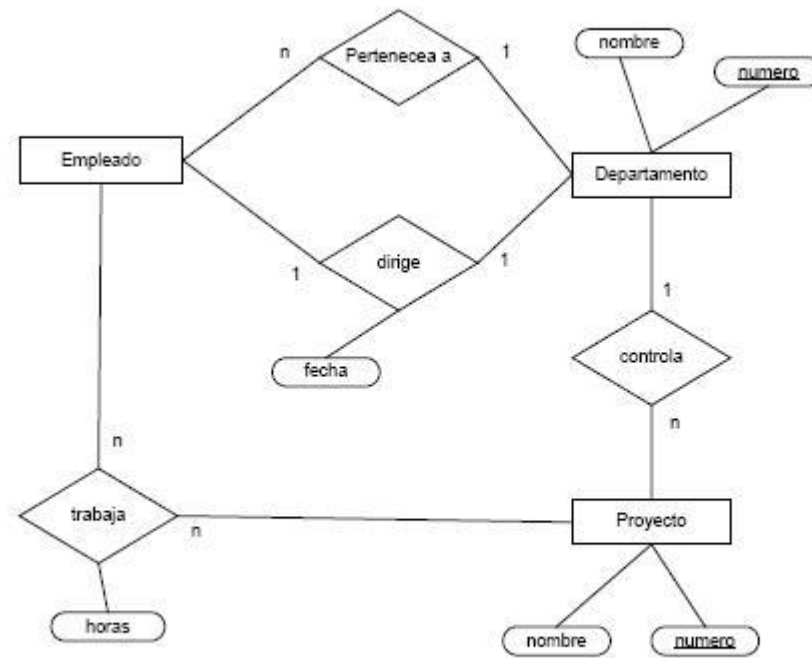 nombre
n
Pertenecea a
1
numero
Empleado
Departamento
1
dirige
1
1
fecha
controla
n
n
trabaja
n
Proyecto
horas
nombre
numero